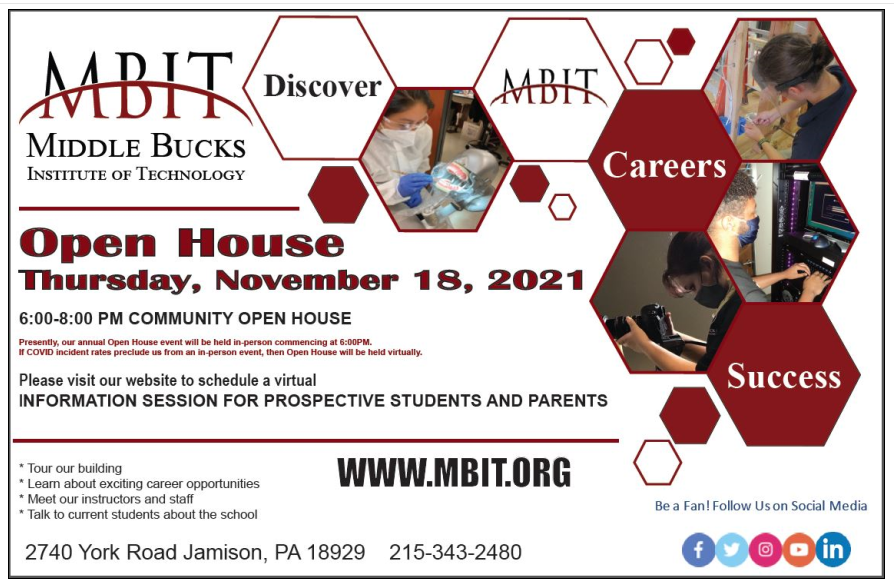 MBIT
MIDDLE BUCKS
INSTITUTE OF TECHNOLOGY
Discover
MBIT
Careers
Success
Open House
Thursday, November 18, 2021
6:00-8:00 PM COMMUNITY OPEN HOUSE
Presently, our annual Open House event will be held in-person commencing at 6:00PM.
If COVID incident rates preclude us from an in-person event, then Open House will be held virtually.
Please visit our website to schedule a virtual
INFORMATION SESSION FOR PROSPECTIVE STUDENTS AND PARENTS
* Tour our building
* Learn about exciting career opportunities
* Meet our instructors and staff
* Talk to current students about the school
WWW.MBIT.ORG
Be a Fan! Follow Us on Social Media
2740 York Road Jamison, PA 18929 215-343-2480
f
in